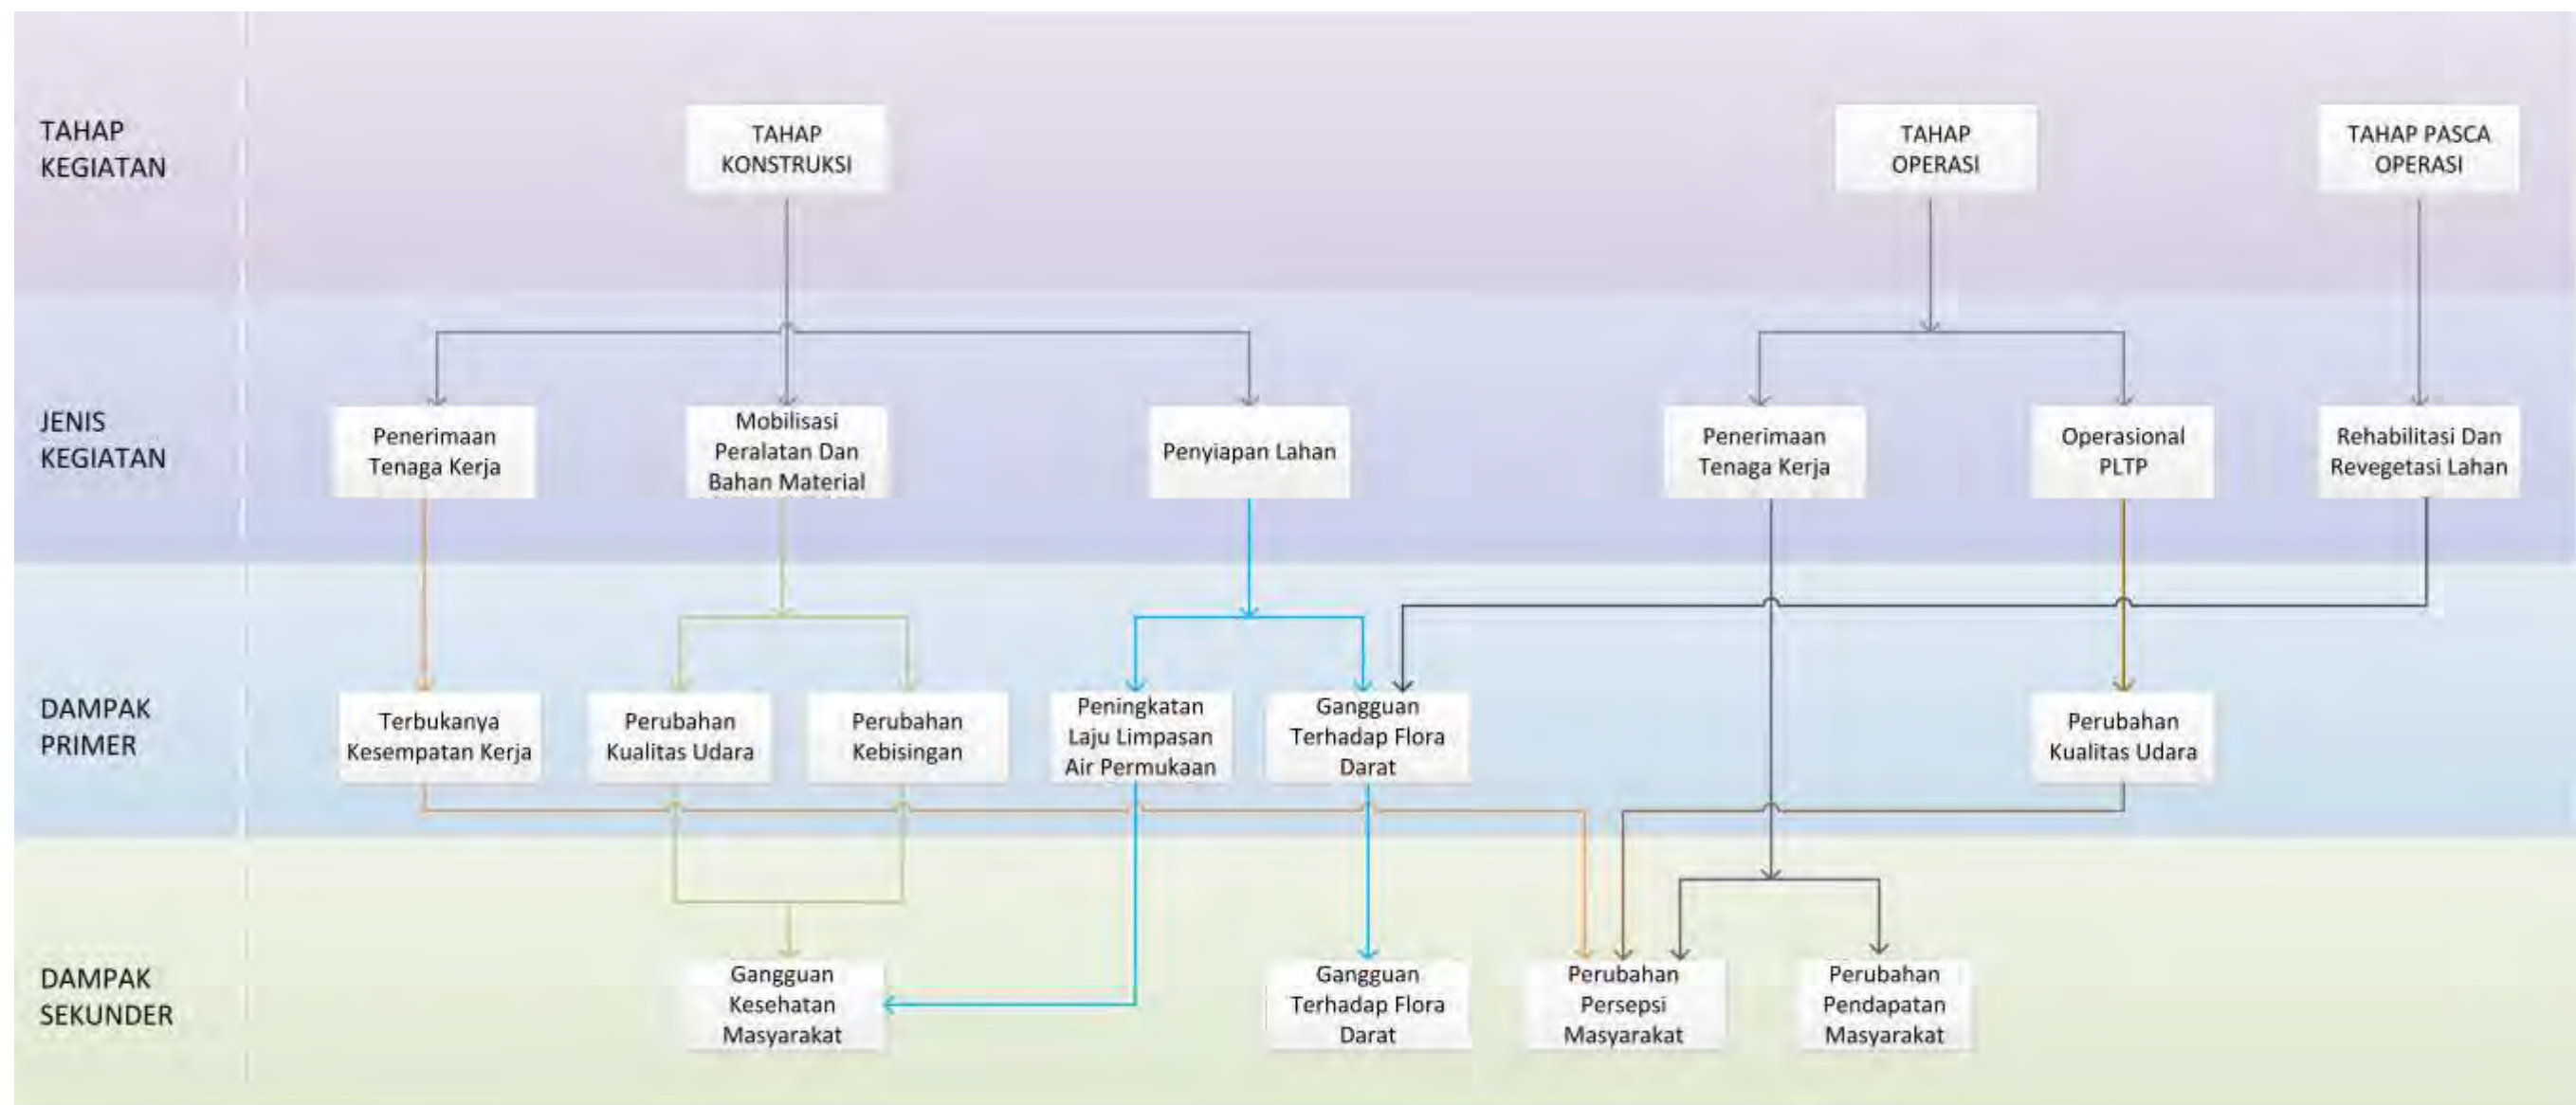 TAHAP
KEGIATAN
TAHAP
KONSTRUKSI
TAHAP
OPERASI
TAHAP PASCA
OPERASI
JENIS
KEGIATAN
Penerimaan
Tenaga Kerja
Mobilisasi
Peralatan Dan
Bahan Material
Penyiapan Lahan
Penerimaan
Tenaga Kerja
Operasional
PLTP
Rehabilitasi Dan
Revegetasi Lahan
DAMPAK
PRIMER
Terbukanya
Kesempatan Kerja
Perubahan
Kualitas Udara
Perubahan
Kebisingan
Peningkatan
Laju Limpasan
Air Permukaan
Gangguan
Terhadap Flora
Darat
Perubahan
Kualitas Udara
DAMPAK
SEKUNDER
Gangguan
Kesehatan
Masyarakat
Gangguan
Terhadap Flora
Darat
Perubahan
Persepsi
Masyarakat
Perubahan
Pendapatan
Masyarakat